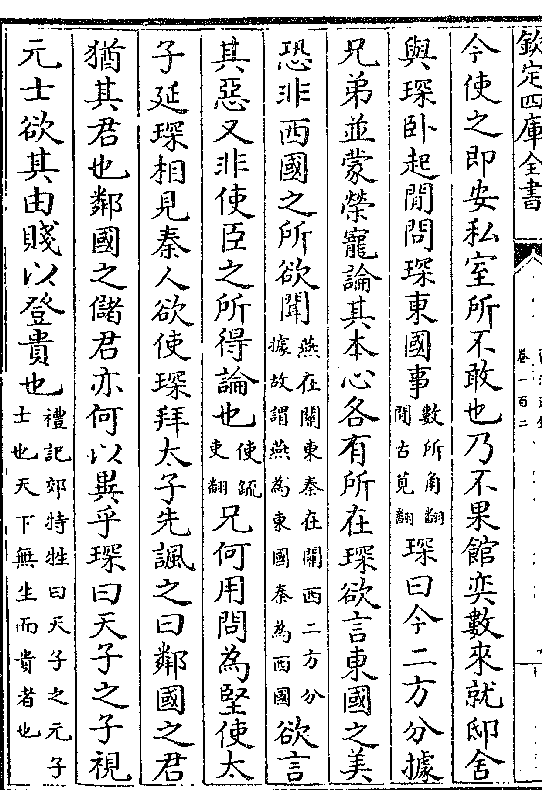 欽定四庫全書
卷一百二
今使之即安私室所不敢也乃不果館奕數來就邸舍
與琛卧起閒問琛東國事數所角翻閒古莧翻琛曰今二方分據
兄弟並蒙榮寵論其本心各有所在琛欲言東國之美
恐非西國之所欲聞燕在關東秦在關西二方分據故謂燕為東國秦為西國欲言
其惡又非使臣之所得論也使疏吏翻兄何用問為堅使太
子延琛相見秦人欲使琛拜太子先諷之曰鄰國之君
猶其君也鄰國之儲君亦何以異乎琛曰天子之子視
元士欲其由賤以登貴也禮記郊特牲曰天子之元子士也天下無生而貴者也